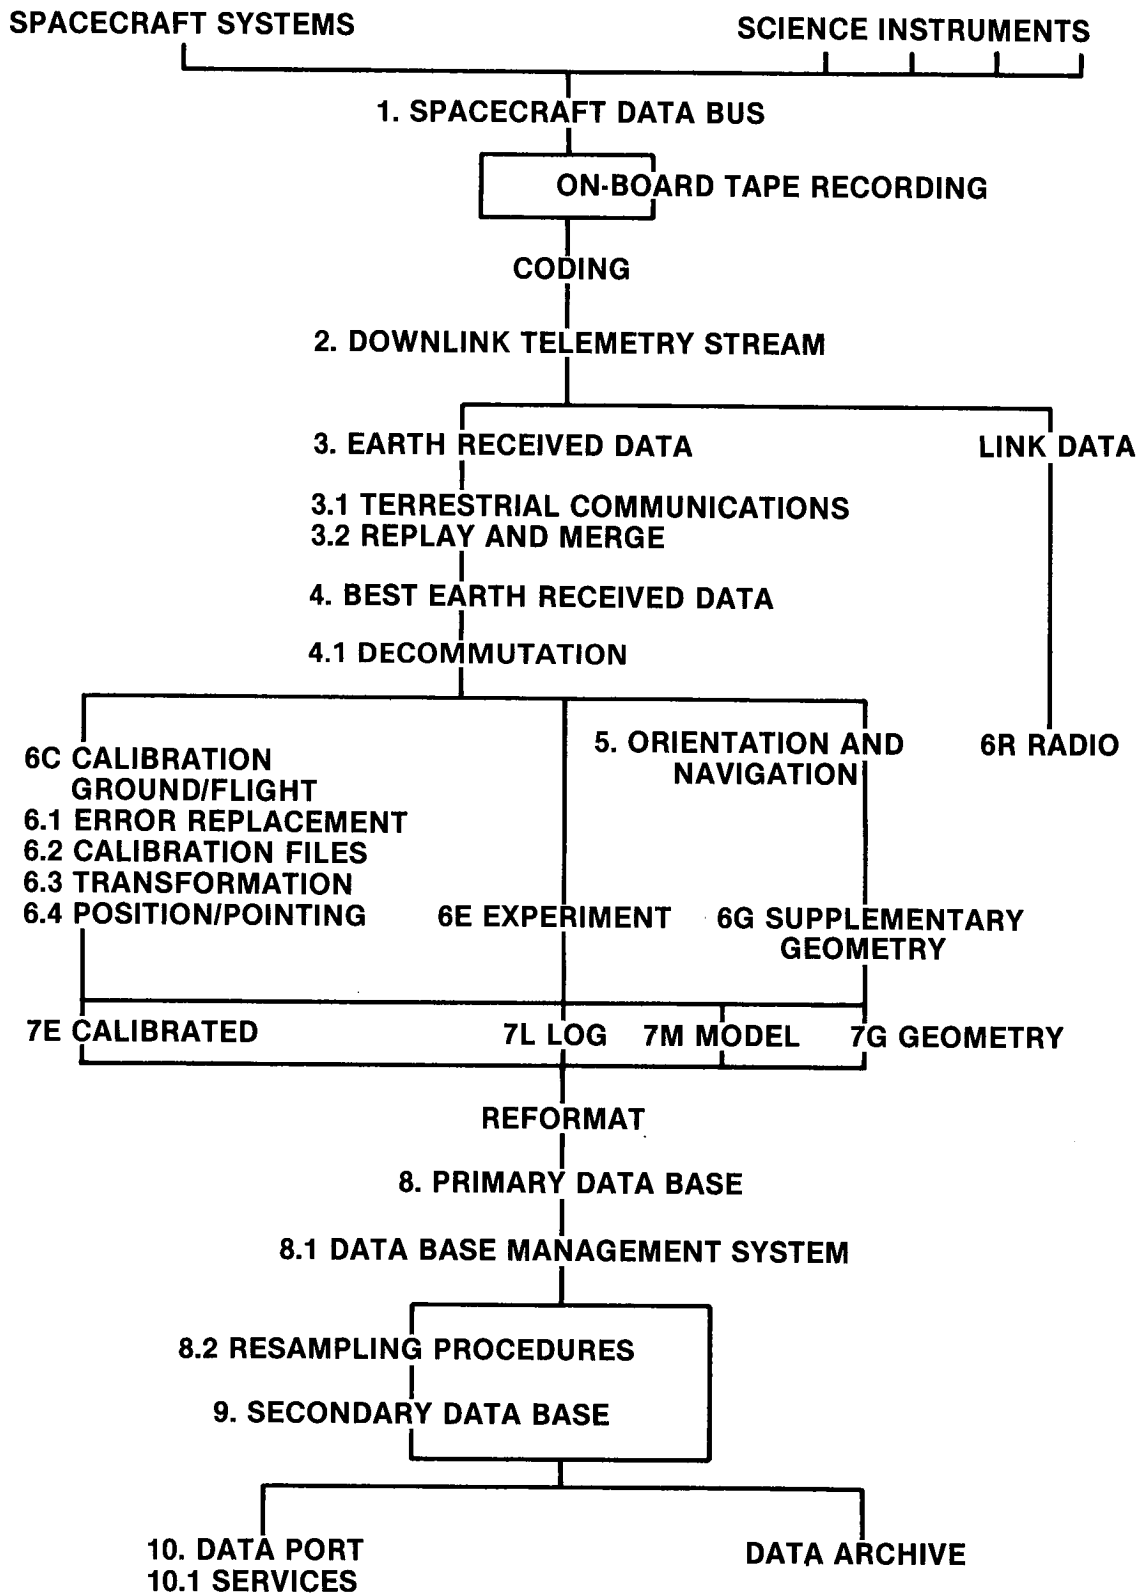 SPACECRAFT SYSTEMS
SCIENCE INSTRUMENTS
1. SPACECRAFT DATA BUS
ON-BOARD TAPE RECORDING
CODING
2. DOWNLINK TELEMETRY STREAM
3. EARTH RECEIVED DATA
LINK DATA
3.1 TERRESTRIAL COMMUNICATIONS
3.2 REPLAY AND MERGE
4. BEST EARTH RECEIVED DATA
4.1 DECOMMUTATION
6C CALIBRATION
GROUND/FLIGHT
6.1 ERROR REPLACEMENT
6.2 CALIBRATION FILES
6.3 TRANSFORMATION
6.4 POSITION/POINTING
5. ORIENTATION AND
NAVIGATION
6R RADIO
6E EXPERIMENT
6G SUPPLEMENTARY
GEOMETRY
7E CALIBRATED
7L LOG
7M MODEL
7G GEOMETRY
REFORMAT
8. PRIMARY DATA BASE
8.1 DATA BASE MANAGEMENT SYSTEM
8.2 RESAMPLING PROCEDURES
9. SECONDARY DATA BASE
10. DATA PORT
10.1 SERVICES
DATA ARCHIVE